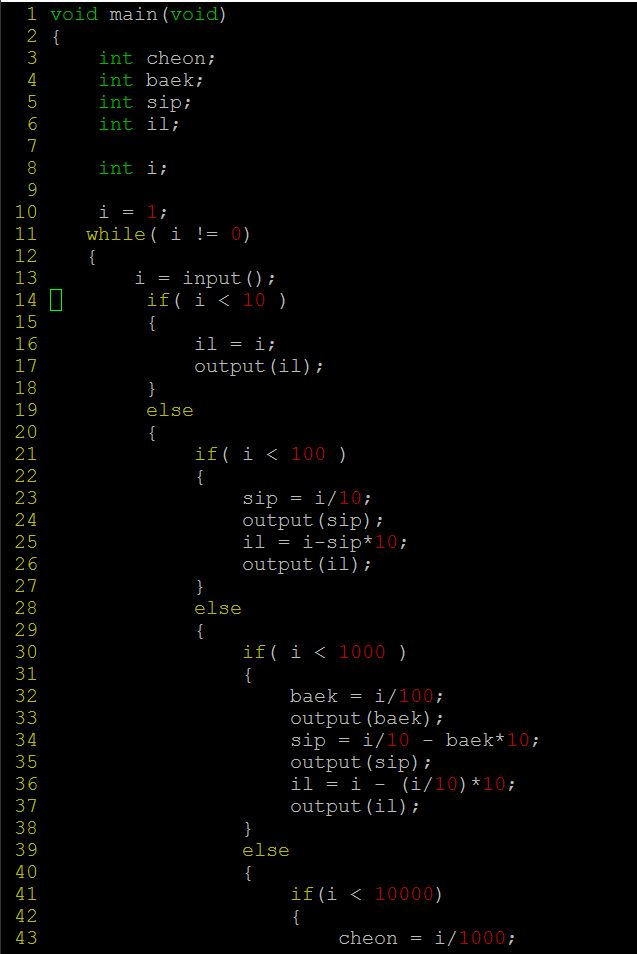 1 void main(void)
2 {
3     int cheon;
4     int baek;
5     int sip;
6     int il;
7
8     int i;
9
10     i = 1;
11    while( i != 0)
12    {
13        i = input();
14         if( i < 10 )
15         {
16             il = i;
17             output(il);
18         }
19         else
20         {
21             if( i < 100 )
22             {
23                 sip = i/10;
24                 output(sip);
25                 il = i-sip*10;
26                 output(il);
27             }
28             else
29             {
30                 if( i < 1000 )
31                 {
32                     baek = i/100;
33                     output(baek);
34                     sip = i/10 - baek*10;
35                     output(sip);
36                     il = i - (i/10)*10;
37                     output(il);
38                 }
39                 else
40                 {
41                     if(i < 10000)
42                     {
43                         cheon = i/1000;